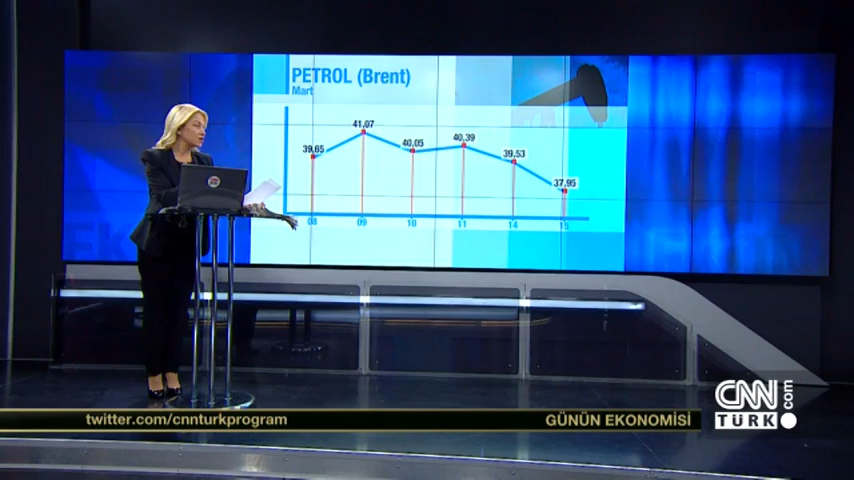 PETROL (Brent)
Mart
39,65
41,07
40,05
40,39
39,53
37,95
08
09
10
11
14
15
twitter.com/cnnturkprogram
GÜNÜN EKONOMİSİ
CNN
TURK
.com